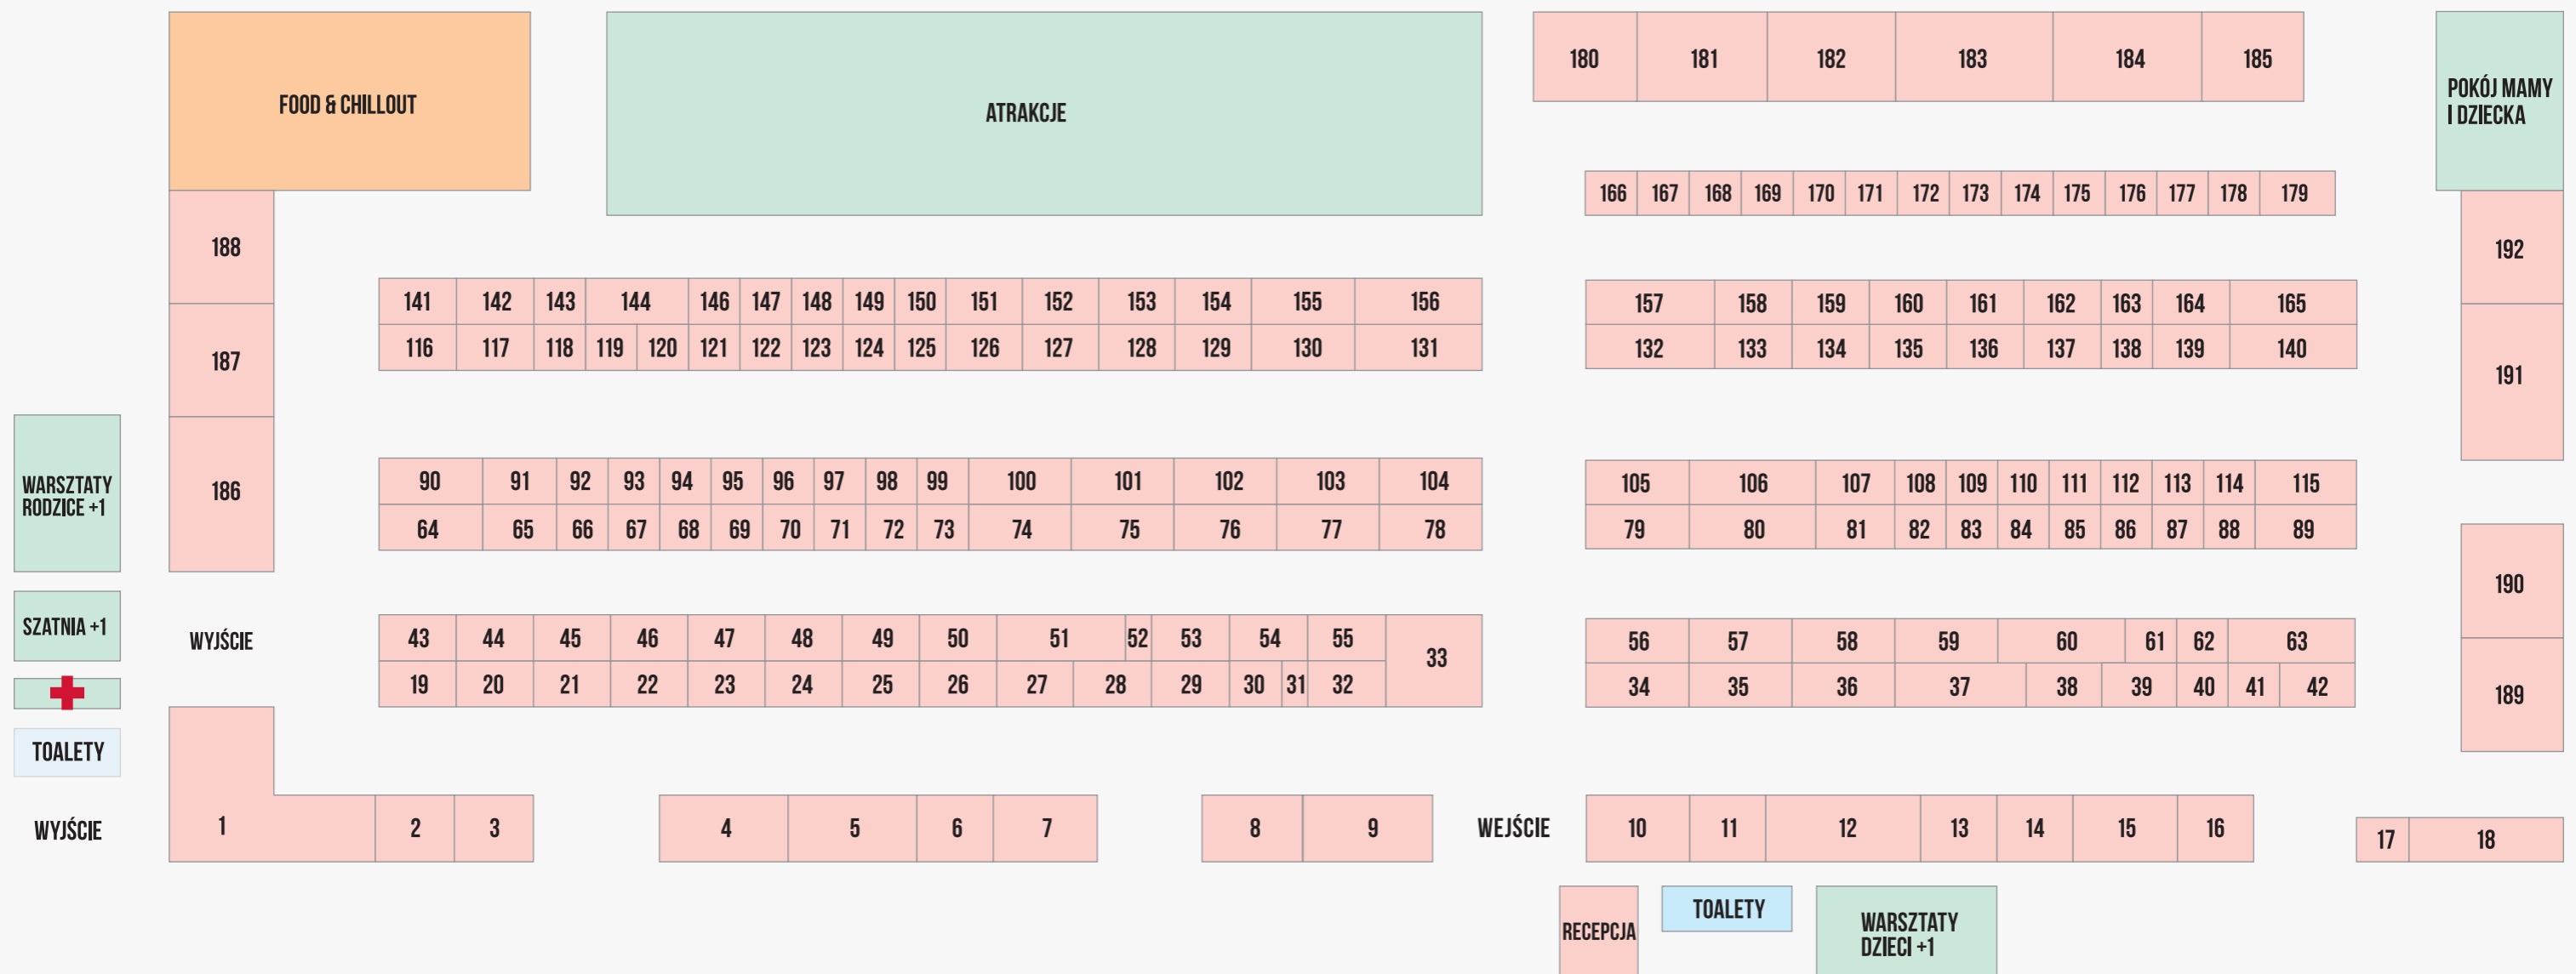 FOOD & CHILLOUT
ATRAKCJE
180 181 182 183 184 185
POKÓJ MAMY
I DZIECKA
166 167 168 169 170 171 172 173 174 175 176 177 178 179
188
192
141 142 143 144 146 147 148 149 150 151 152 153 154 155 156
157 158 159 160 161 162 163 164 165
116 117 118 119 120 121 122 123 124 125 126 127 128 129 130 131
132 133 134 135 136 137 138 139 140
187
191
WARSZTATY
RODZICE +1
186
90 91 92 93 94 95 96 97 98 99 100 101 102 103 104
105 106 107 108 109 110 111 112 113 114 115
64 65 66 67 68 69 70 71 72 73 74 75 76 77 78
79 80 81 82 83 84 85 86 87 88 89
190
SZATNIA +1
WYJŚCIE
43 44 45 46 47 48 49 50 51 52 53 54 55
33
56 57 58 59 60 61 62 63
19 20 21 22 23 24 25 26 27 28 29 30 31 32
34 35 36 37 38 39 40 41 42
189
TOALETY
WYJŚCIE
1 2 3
4 5 6 7
8 9
WEJŚCIE
10 11 12 13 14 15 16
17 18
RECEPCJA
TOALETY
WARSZTATY
DZIECI +1